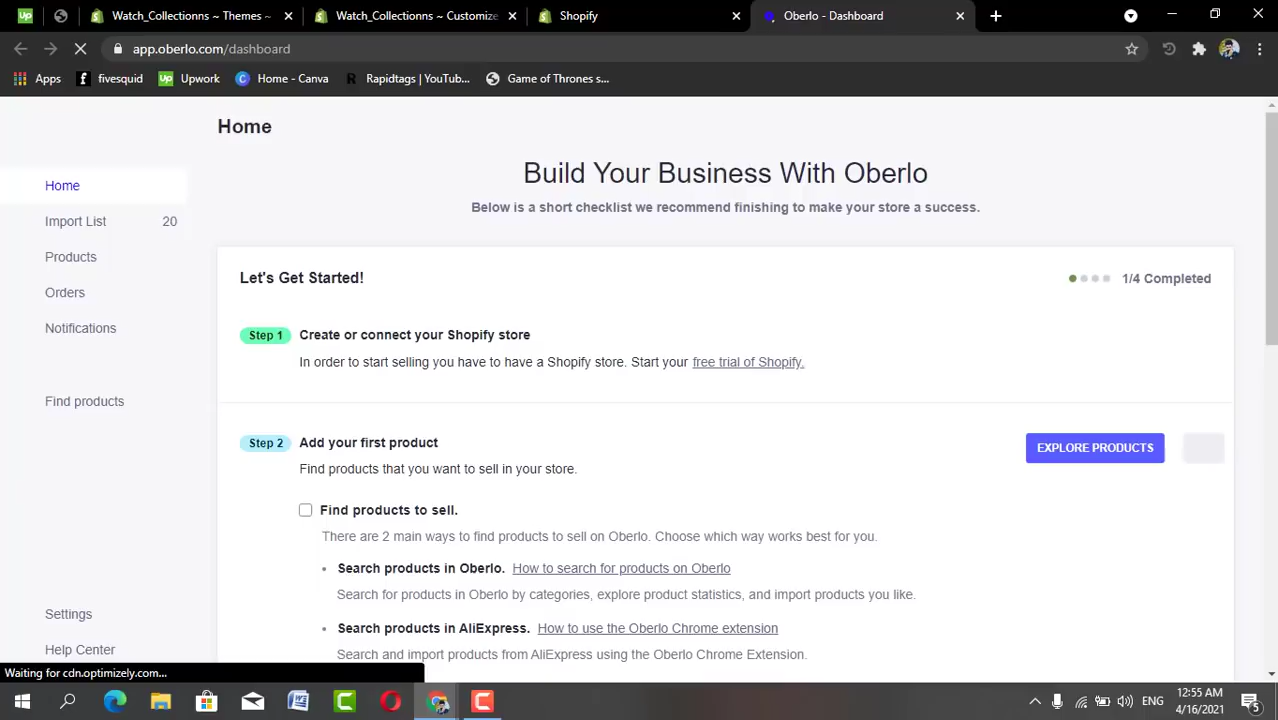 Watch_Collectionns ~ Themes ~
Watch_Collectionns ~ Customize
Shopify
Oberlo - Dashboard
app.oberlo.com/dashboard
Apps
fivesquid
Upwork
Home - Canva
Rapidtags | YouTub...
Game of Thrones s...
Home
Build Your Business With Oberlo
Below is a short checklist we recommend finishing to make your store a success.
Home
Import List 20
Products
Orders
Notifications
Find products
Settings
Help Center
Let's Get Started!
1/4 Completed
Step 1 Create or connect your Shopify store
In order to start selling you have to have a Shopify store. Start your free trial of Shopify.
Step 2 Add your first product
EXPLORE PRODUCTS
Find products that you want to sell in your store.
Find products to sell.
There are 2 main ways to find products to sell on Oberlo. Choose which way works best for you.
• Search products in Oberlo. How to search for products on Oberlo
Search for products in Oberlo by categories, explore product statistics, and import products you like.
• Search products in AliExpress. How to use the Oberlo Chrome extension
Search and import products from AliExpress using the Oberlo Chrome Extension.
Waiting for cdn.optimizely.com...
ENG
12:55 AM
4/16/2021
5